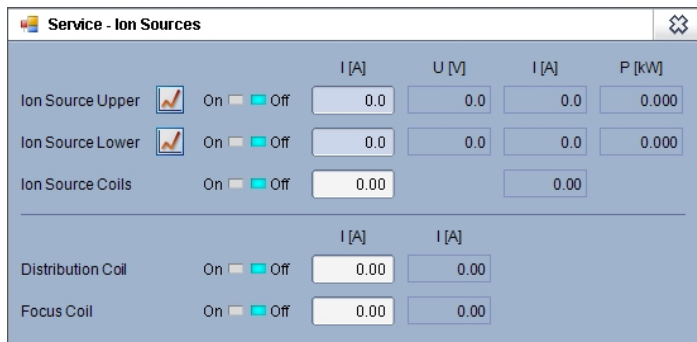 Service - Ion Sources
I [A] U [V] I [A] P [kW]
Ion Source Upper On Off 0.0 0.0 0.0 0.000
Ion Source Lower On Off 0.0 0.0 0.0 0.000
Ion Source Coils On Off 0.00 0.00
I [A] I [A]
Distribution Coil On Off 0.00 0.00
Focus Coil On Off 0.00 0.00